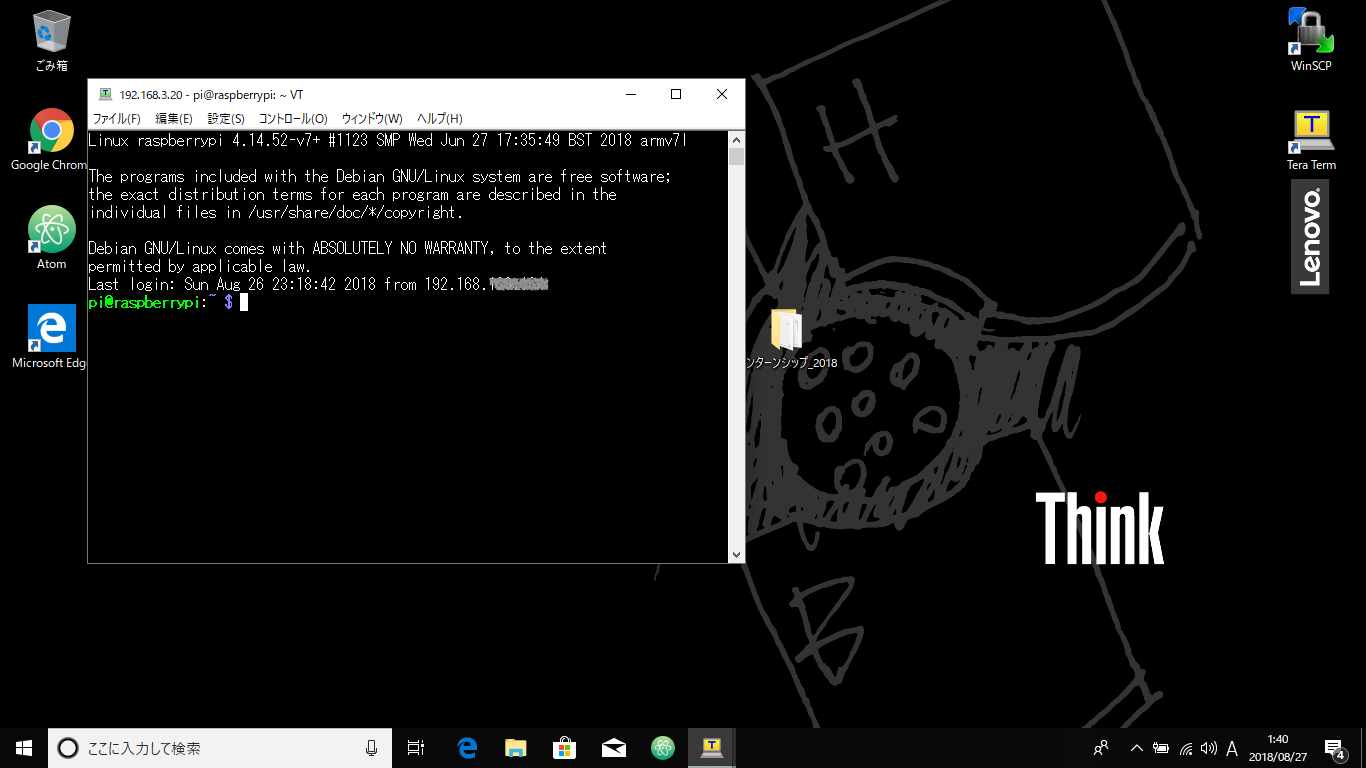 ごみ箱
Google Chrom
Atom
Microsoft Edg
192.168.3.20 - pi@raspberrypi: ~ VT
ファイル(F) 編集(E) 設定(S) コントロール(O) ウィンドウ(W) ヘルプ(H)
Linux raspberrypi 4.14.52-v7+ #1123 SMP Wed Jun 27 17:35:49 BST 2018 armv7l
The programs included with the Debian GNU/Linux system are free software;
the exact distribution terms for each program are described in the
individual files in /usr/share/doc/*/copyright.
Debian GNU/Linux comes with ABSOLUTELY NO WARRANTY, to the extent
permitted by applicable law.
Last login: Sun Aug 26 23:18:42 2018 from 192.168.
pi@raspberrypi:~ $
ンターンシップ_2018
H
B
WinSCP
T
Tera Term
Lenovo
Think
ここに入力して検索
T
A
1:40
2018/08/27
4